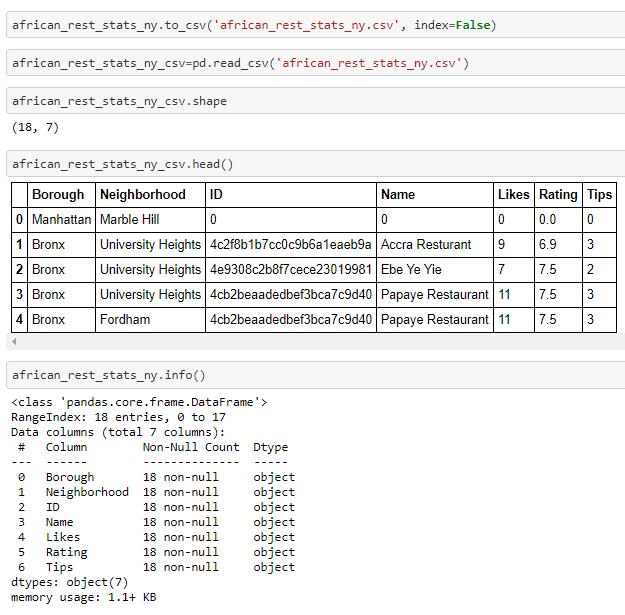 african_rest_stats_ny.to_csv('african_rest_stats_ny.csv', index=False)
african_rest_stats_ny_csv=pd.read_csv('african_rest_stats_ny.csv')
african_rest_stats_ny_csv.shape
(18, 7)
african_rest_stats_ny_csv.head()
Borough Neighborhood ID Name Likes Rating Tips
0 Manhattan Marble Hill 0 0 0 0.0 0
1 Bronx University Heights 4c2f8b1b7cc0c9b6a1eaeb9a Accra Resturant 9 6.9 3
2 Bronx University Heights 4e9308c2b8f7cece23019981 Ebe Ye Yie 7 7.5 2
3 Bronx University Heights 4cb2beaadedbef3bca7c9d40 Papaye Restaurant 11 7.5 3
4 Bronx Fordham 4cb2beaadedbef3bca7c9d40 Papaye Restaurant 11 7.5 3
african_rest_stats_ny.info()
<class 'pandas.core.frame.DataFrame'>
RangeIndex: 18 entries, 0 to 17
Data columns (total 7 columns):
# Column Non-Null Count Dtype
--- ------ -------------- -----
0 Borough 18 non-null object
1 Neighborhood 18 non-null object
2 ID 18 non-null object
3 Name 18 non-null object
4 Likes 18 non-null object
5 Rating 18 non-null object
6 Tips 18 non-null object
dtypes: object(7)
memory usage: 1.1+ KB